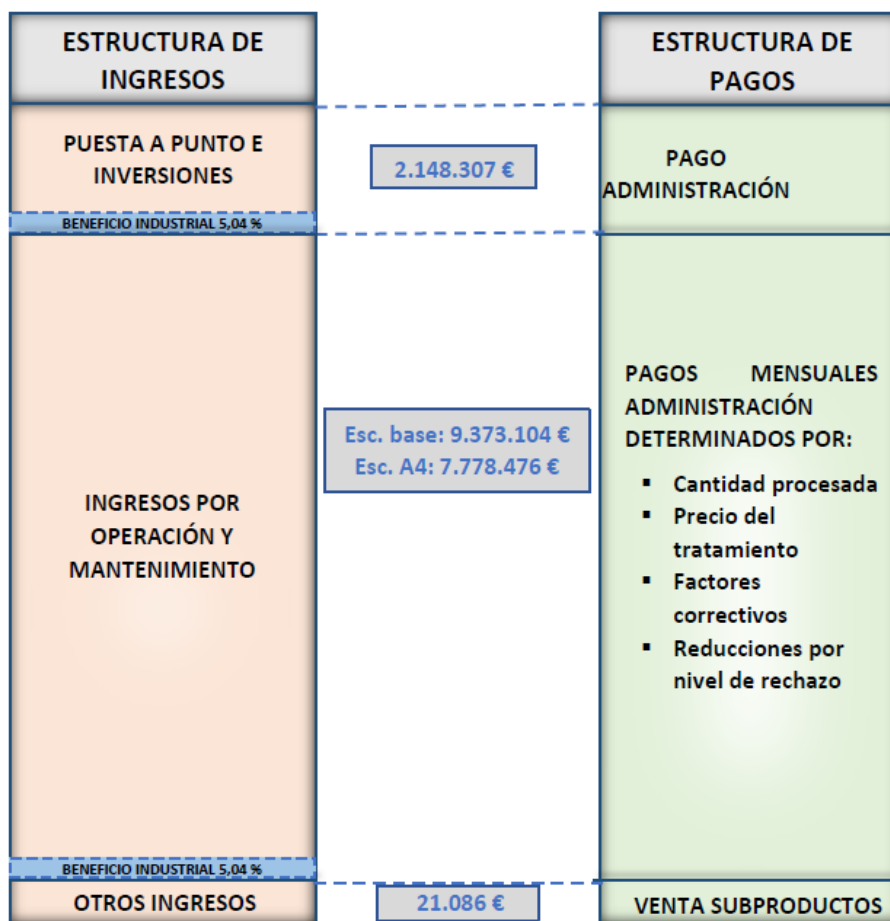 ESTRUCTURA DE
INGRESOS
ESTRUCTURA DE
PAGOS
PUESTA A PUNTO E
INVERSIONES
BENEFICIO INDUSTRIAL 5,04 %
2.148.307 €
PAGO
ADMINISTRACIÓN
INGRESOS POR
OPERACIÓN Y
MANTENIMIENTO
BENEFICIO INDUSTRIAL 5,04 %
Esc. base: 9.373.104 €
Esc. A4: 7.778.476 €
PAGOS MENSUALES
ADMINISTRACIÓN
DETERMINADOS POR:
▪ Cantidad procesada
▪ Precio del
tratamiento
▪ Factores
correctivos
▪ Reducciones por
nivel de rechazo
OTROS INGRESOS
21.086 €
VENTA SUBPRODUCTOS